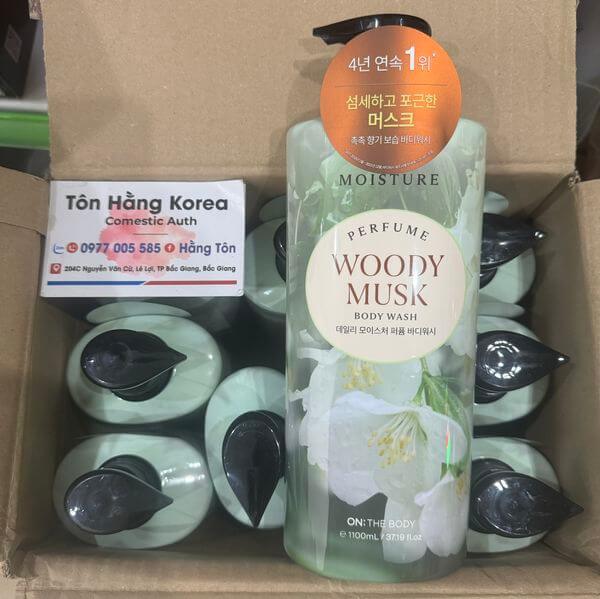 4년 연속 1위*
섬세하고 포근한
머스크
촉촉 향기 보습 바디워시
MOISTURE
PERFUME
WOODY
MUSK
BODY WASH
데일리 모이스처 퍼퓸 바디워시
ON: THE BODY
℮ 1100mL / 37.19 fl.oz
Tôn Hằng Korea
Comestic Auth
0977 005 585 Hằng Tôn
204C Nguyễn Văn Cừ, Lê Lợi, TP Bắc Giang, Bắc Giang